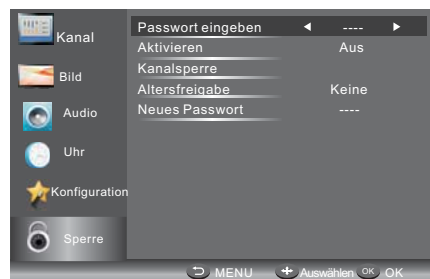 Kanal
Bild
Audio
Uhr
Konfiguration
Sperre
Passwort eingeben ◄ ---- ►
Aktivieren Aus
Kanalsperre
Altersfreigabe Keine
Neues Passwort ----
MENU Auswählen OK OK